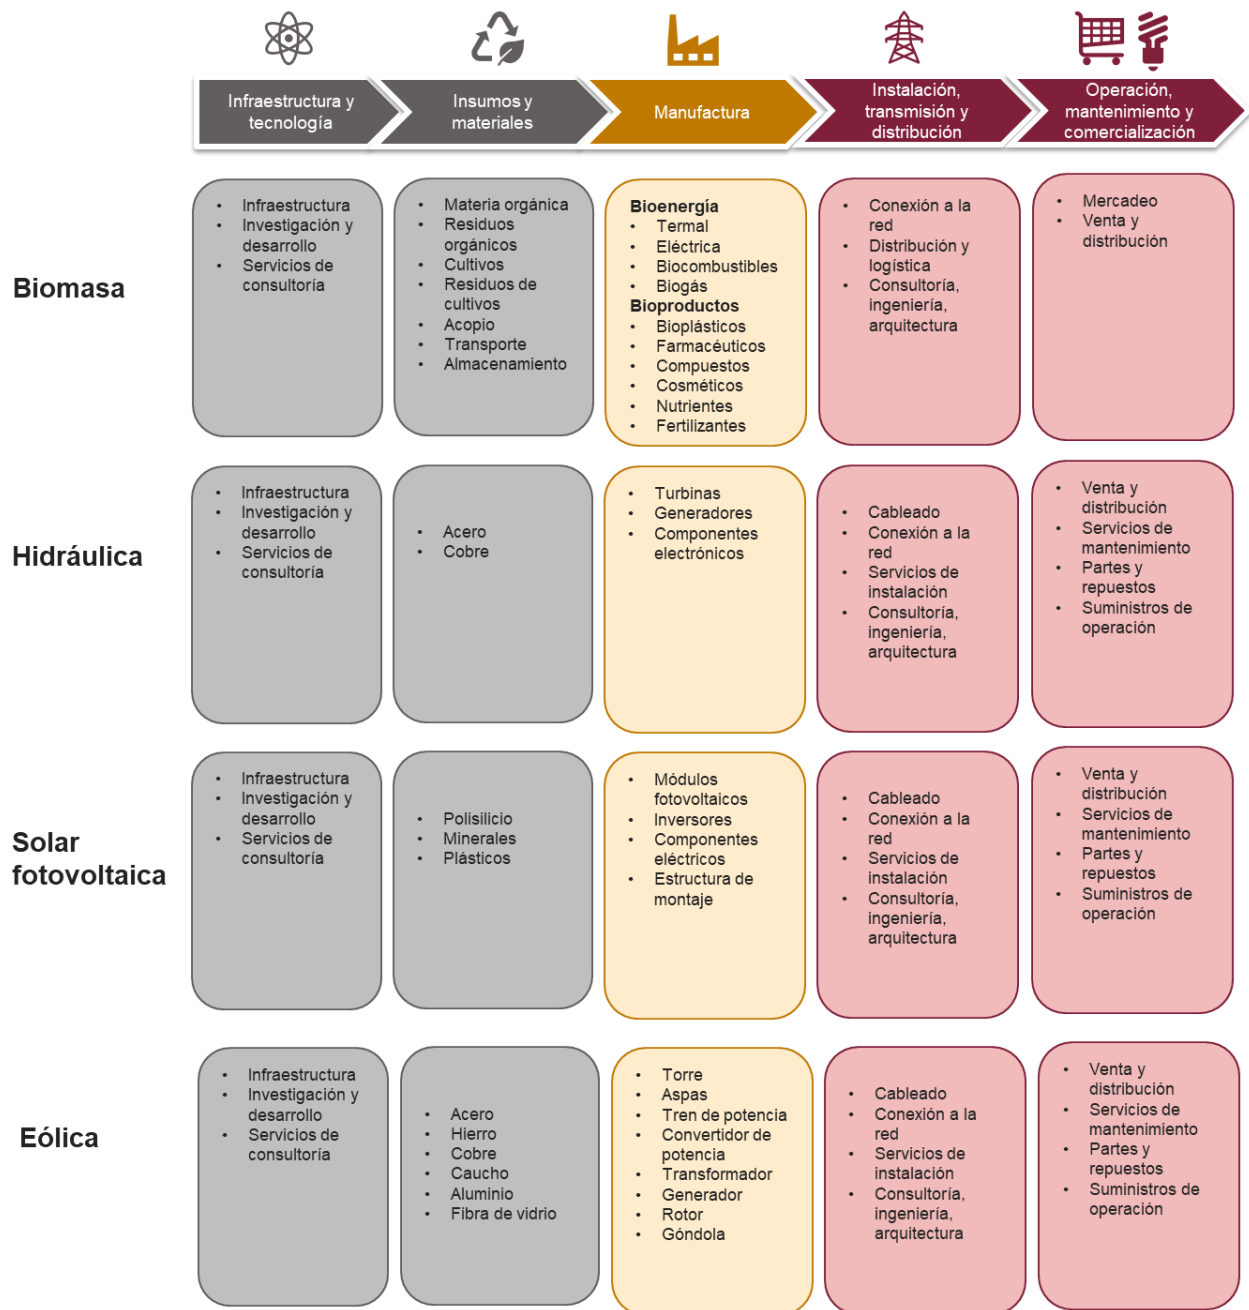 Infraestructura y
tecnología
Insumos y
materiales
Manufactura
Instalación,
transmisión y
distribución
Operación,
mantenimiento y
comercialización
Biomasa
• Infraestructura
• Investigación y
desarrollo
• Servicios de
consultoría
• Materia orgánica
• Residuos
orgánicos
• Cultivos
• Residuos de
cultivos
• Acopio
• Transporte
• Almacenamiento
Bioenergía
• Termal
• Eléctrica
• Biocombustibles
• Biogás
Bioproductos
• Bioplásticos
• Farmacéuticos
• Compuestos
• Cosméticos
• Nutrientes
• Fertilizantes
• Conexión a la
red
• Distribución y
logística
• Consultoría,
ingeniería,
arquitectura
• Mercadeo
• Venta y
distribución
Hidráulica
• Infraestructura
• Investigación y
desarrollo
• Servicios de
consultoría
• Acero
• Cobre
• Turbinas
• Generadores
• Componentes
electrónicos
• Cableado
• Conexión a la
red
• Servicios de
instalación
• Consultoría,
ingeniería,
arquitectura
• Venta y
distribución
• Servicios de
mantenimiento
• Partes y
repuestos
• Suministros de
operación
Solar
fotovoltaica
• Infraestructura
• Investigación y
desarrollo
• Servicios de
consultoría
• Polisilicio
• Minerales
• Plásticos
• Módulos
fotovoltaicos
• Inversores
• Componentes
eléctricos
• Estructura de
montaje
• Cableado
• Conexión a la
red
• Servicios de
instalación
• Consultoría,
ingeniería,
arquitectura
• Venta y
distribución
• Servicios de
mantenimiento
• Partes y
repuestos
• Suministros de
operación
Eólica
• Infraestructura
• Investigación y
desarrollo
• Servicios de
consultoría
• Acero
• Hierro
• Cobre
• Caucho
• Aluminio
• Fibra de vidrio
• Torre
• Aspas
• Tren de potencia
• Convertidor de
potencia
• Transformador
• Generador
• Rotor
• Góndola
• Cableado
• Conexión a la
red
• Servicios de
instalación
• Consultoría,
ingeniería,
arquitectura
• Venta y
distribución
• Servicios de
mantenimiento
• Partes y
repuestos
• Suministros de
operación